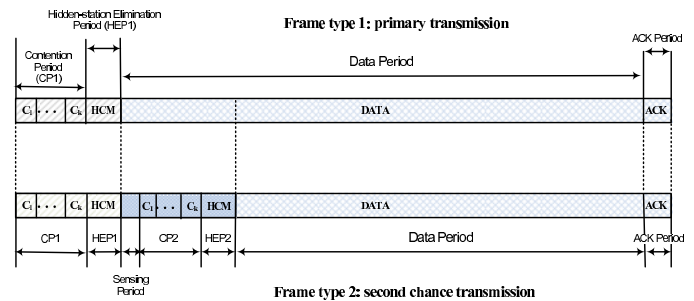 Hidden-station Elimination
Period (HEP1)
Frame type 1: primary transmission
ACK Period
Contention
Period
(CP1)
Data Period
C1 . . . Ck HCM DATA ACK
C1 . . . Ck HCM C1 . . . Ck HCM DATA ACK
CP1 HEP1 CP2 HEP2 Data Period ACK Period
Sensing
Period
Frame type 2: second chance transmission